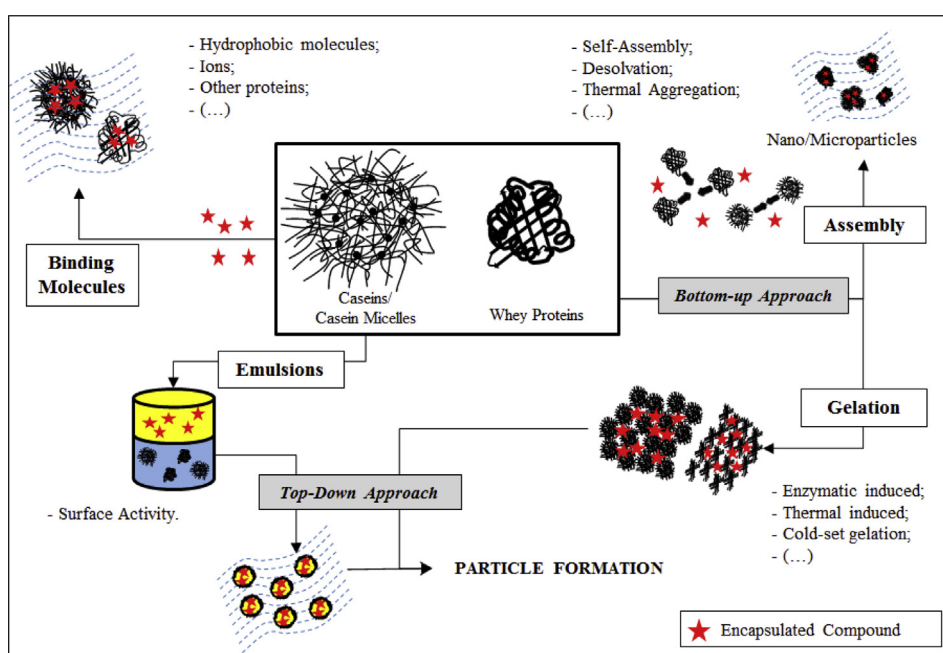 - Hydrophobic molecules;
- Ions;
- Other proteins;
- (…)
- Self-Assembly;
- Desolvation;
- Thermal Aggregation;
- (…)
Nano/Microparticles
Assembly
Binding
Molecules
Caseins/
Casein Micelles
Whey Proteins
Bottom-up Approach
Emulsions
Gelation
- Surface Activity.
Top-Down Approach
- Enzymatic induced;
- Thermal induced;
- Cold-set gelation;
- (…)
PARTICLE FORMATION
Encapsulated Compound